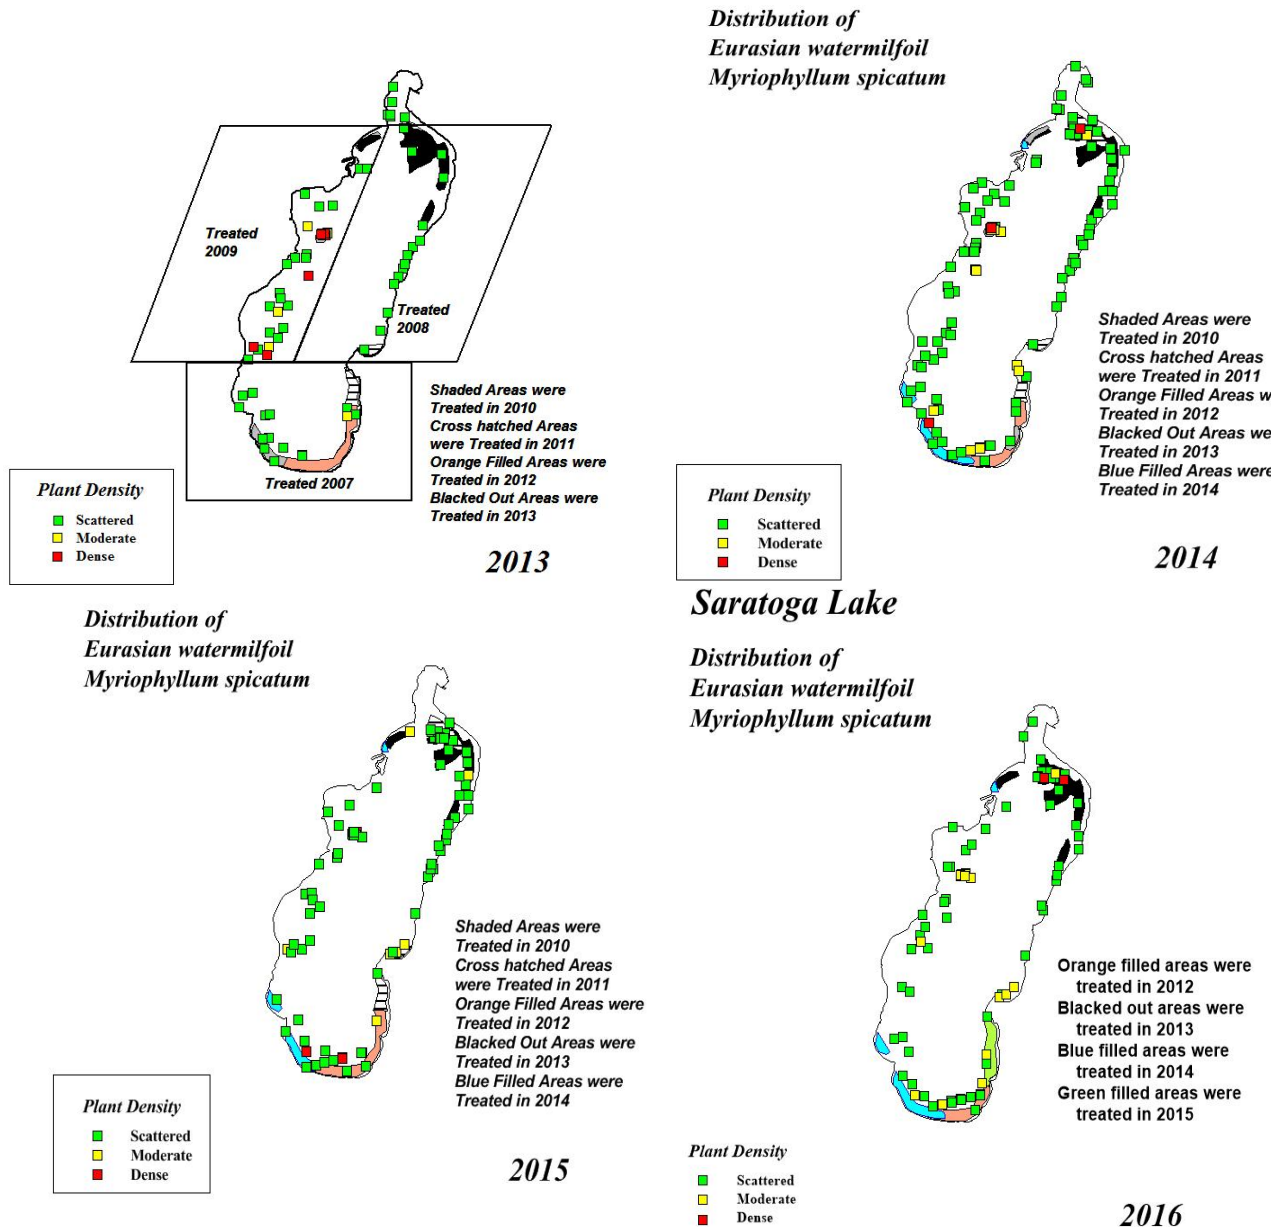 Treated
2009
Treated
2008
Treated 2007
Shaded Areas were
Treated in 2010
Cross hatched Areas
were Treated in 2011
Orange Filled Areas were
Treated in 2012
Blacked Out Areas were
Treated in 2013
Plant Density
Scattered
Moderate
Dense
2013
Distribution of
Eurasian watermilfoil
Myriophyllum spicatum
Shaded Areas were
Treated in 2010
Cross hatched Areas
were Treated in 2011
Orange Filled Areas w
Treated in 2012
Blacked Out Areas we
Treated in 2013
Blue Filled Areas were
Treated in 2014
Plant Density
Scattered
Moderate
Dense
2014
Distribution of
Eurasian watermilfoil
Myriophyllum spicatum
Shaded Areas were
Treated in 2010
Cross hatched Areas
were Treated in 2011
Orange Filled Areas were
Treated in 2012
Blacked Out Areas were
Treated in 2013
Blue Filled Areas were
Treated in 2014
Plant Density
Scattered
Moderate
Dense
2015
Saratoga Lake
Distribution of
Eurasian watermilfoil
Myriophyllum spicatum
Orange filled areas were
treated in 2012
Blacked out areas were
treated in 2013
Blue filled areas were
treated in 2014
Green filled areas were
treated in 2015
Plant Density
Scattered
Moderate
Dense
2016